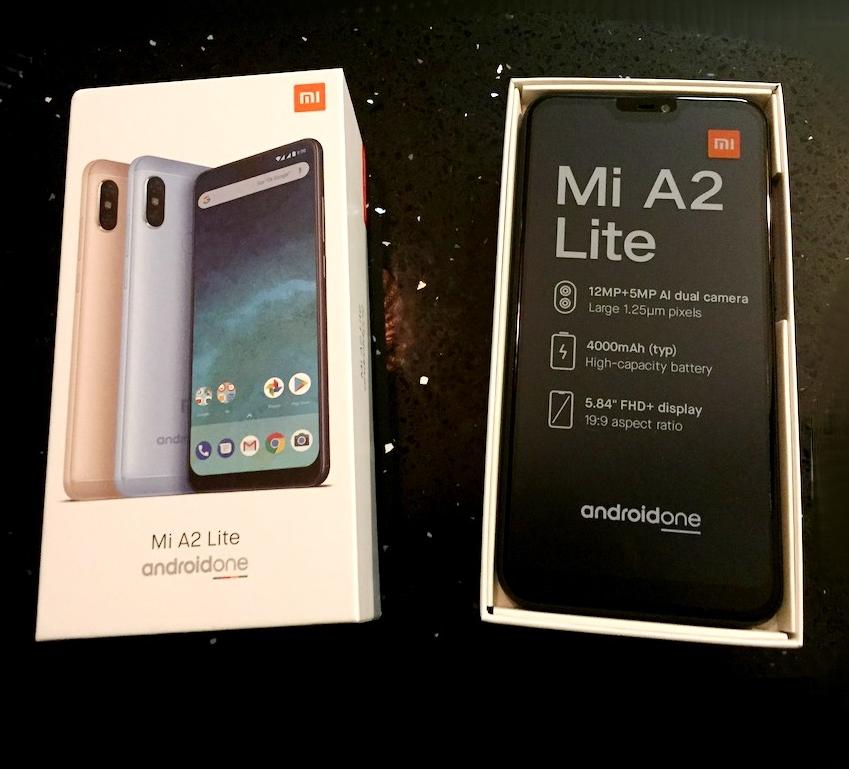 mi
Mi A2 Lite
androidone
mi
Mi A2
Lite
12MP+5MP AI dual camera
Large 1.25μm pixels
4000mAh (typ)
High-capacity battery
5.84" FHD+ display
19:9 aspect ratio
androidone